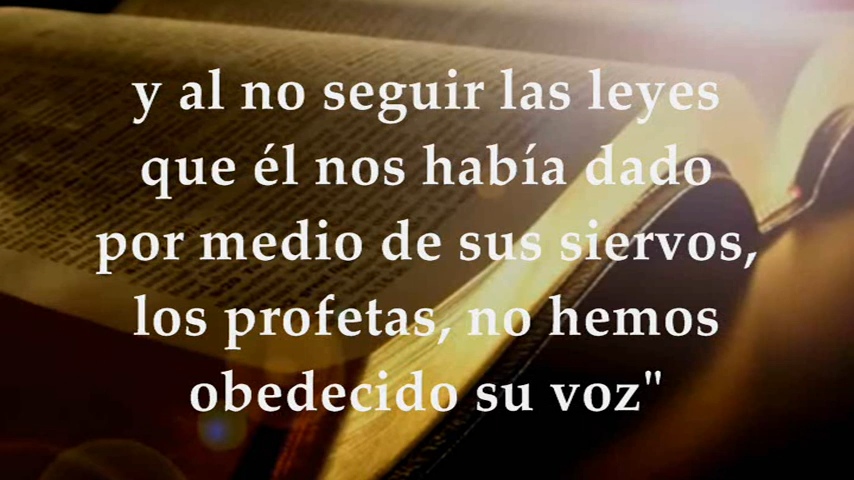 y al no seguir las leyes
que él nos había dado
por medio de sus siervos,
los profetas, no hemos
obedecido su voz"